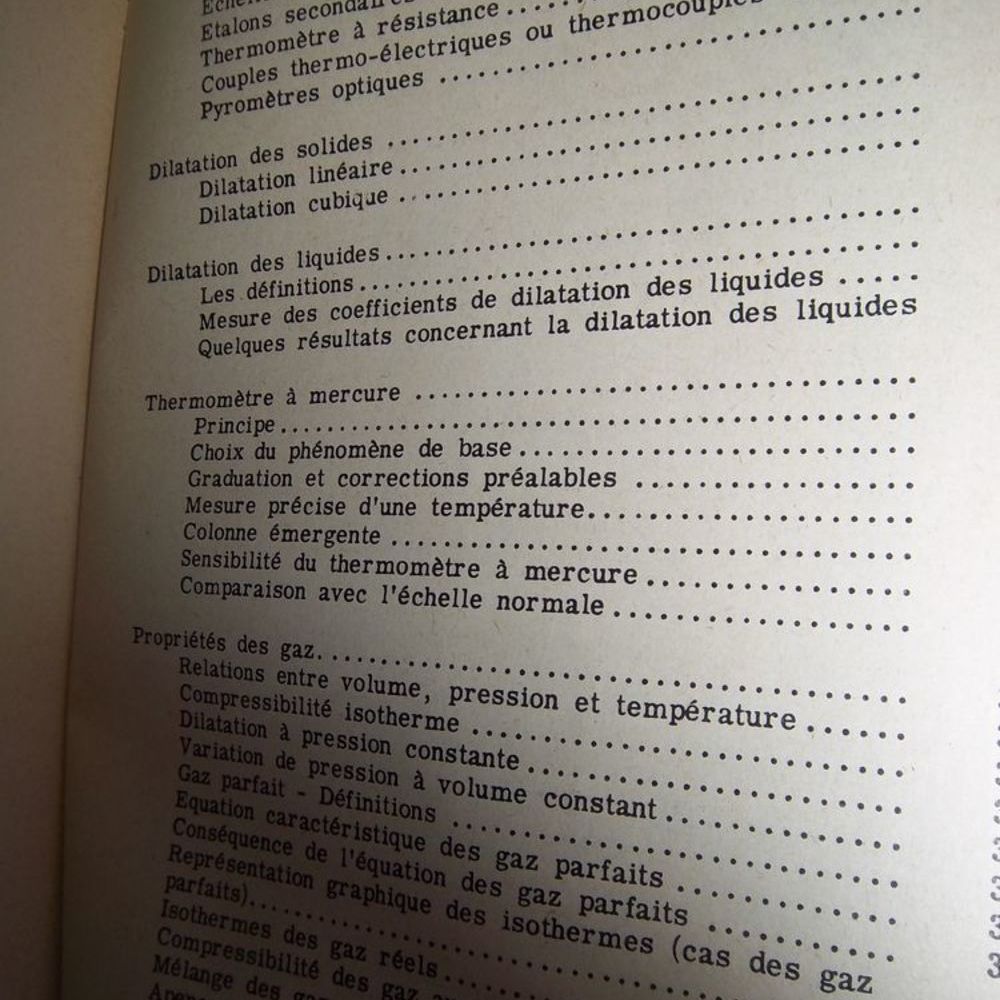 Etalons secondaires
Thermomètre à résistance ........
Couples thermo-électriques ou thermocouples
Pyromètres optiques ..............................
Dilatation des solides ..............................
Dilatation linéaire ..............................
Dilatation cubique ..............................
Dilatation des liquides ..............................
Les définitions ..............................
Mesure des coefficients de dilatation des liquides .....
Quelques résultats concernant la dilatation des liquides
Thermomètre à mercure ..............................
Principe ..............................
Choix du phénomène de base ....................
Graduation et corrections préalables ..............
Mesure précise d'une température ................
Colonne émergente ..............................
Sensibilité du thermomètre à mercure .............
Comparaison avec l'échelle normale ...............
Propriétés des gaz ..............................
Relations entre volume, pression et température ......
Compressibilité isotherme ......................
Dilatation à pression constante ...................
Variation de pression à volume constant ............
Gaz parfait - Définitions ......................
Equation caractéristique des gaz parfaits ...........
Conséquence de l'équation des gaz parfaits ..........
Représentation graphique des isothermes (cas des gaz
parfaits) ..............................
Isothermes des gaz réels ....................
Compressibilité des gaz
Mélange des